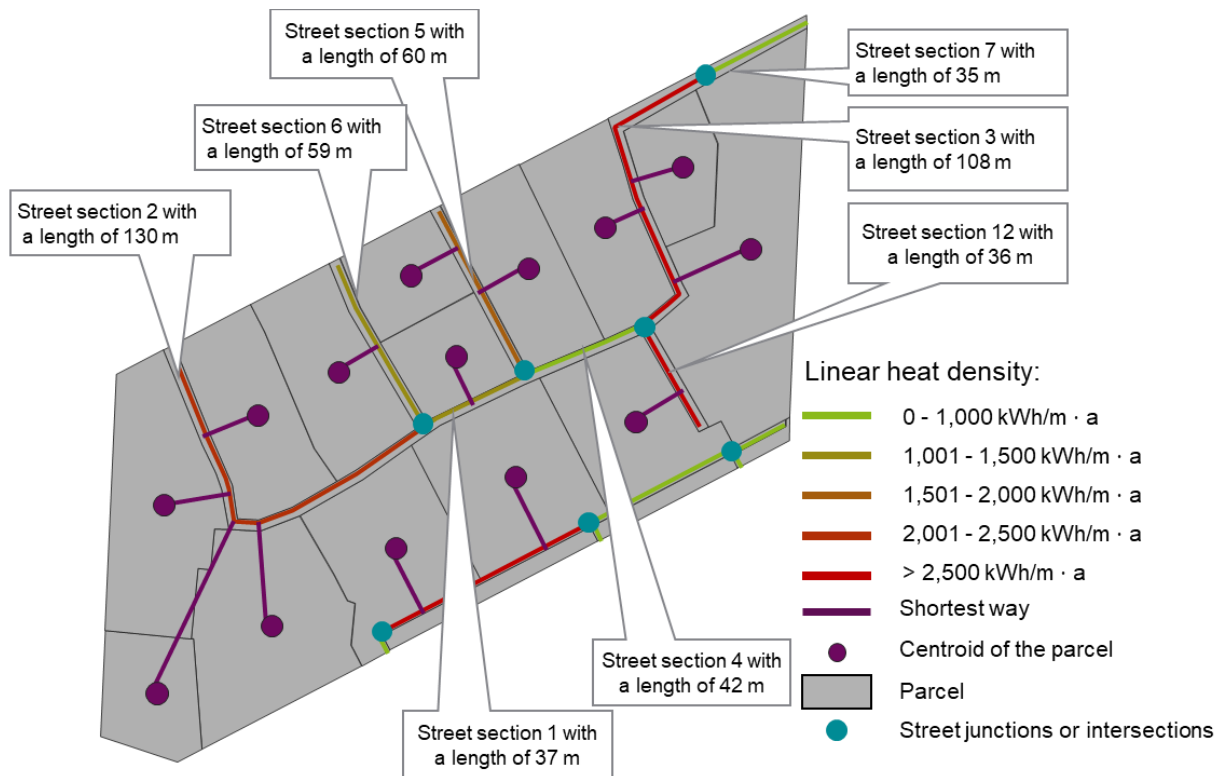 Street section 5 with
a length of 60 m
Street section 7 with
a length of 35 m
Street section 6 with
a length of 59 m
Street section 3 with
a length of 108 m
Street section 2 with
a length of 130 m
Street section 12 with
a length of 36 m
Linear heat density:
0 - 1,000 kWh/m · a
1,001 - 1,500 kWh/m · a
1,501 - 2,000 kWh/m · a
2,001 - 2,500 kWh/m · a
> 2,500 kWh/m · a
Shortest way
Centroid of the parcel
Parcel
Street junctions or intersections
Street section 4 with
a length of 42 m
Street section 1 with
a length of 37 m